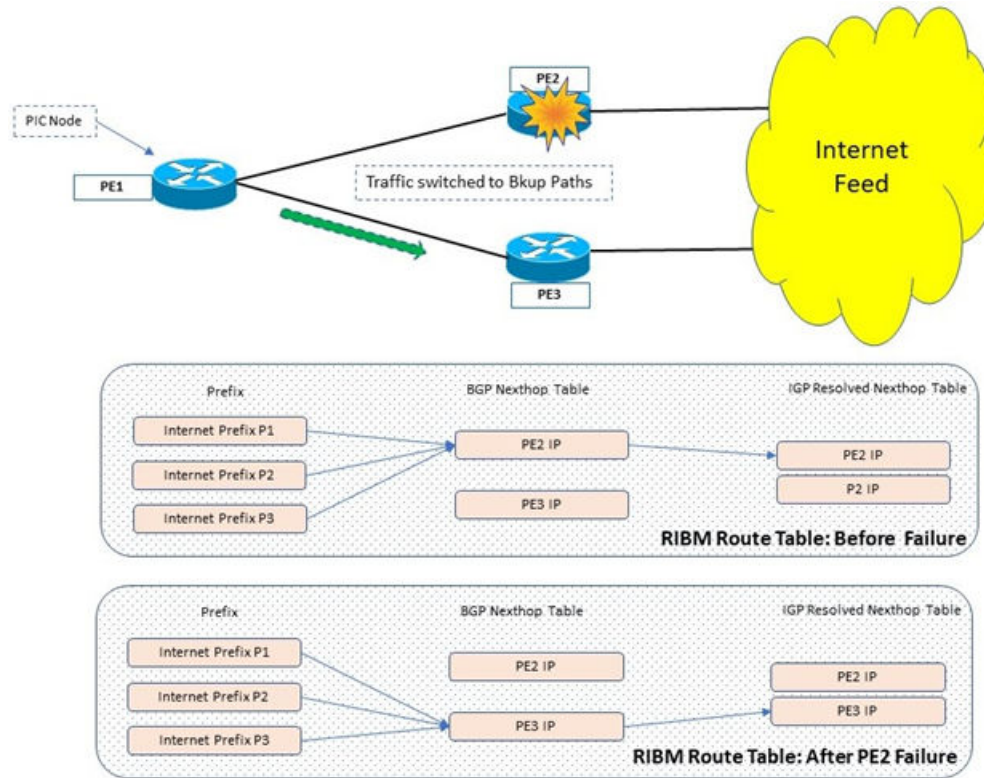 PE2
PIC Node
PE1
Traffic switched to Bkup Paths
Internet
Feed
PE3
Prefix
BGP Nexthop Table
IGP Resolved Nexthop Table
Internet Prefix P1
PE2 IP
PE2 IP
Internet Prefix P2
P2 IP
PE3 IP
Internet Prefix P3
RIBM Route Table: Before Failure
Prefix
BGP Nexthop Table
IGP Resolved Nexthop Table
Internet Prefix P1
PE2 IP
PE2 IP
Internet Prefix P2
PE3 IP
PE3 IP
Internet Prefix P3
RIBM Route Table: After PE2 Failure